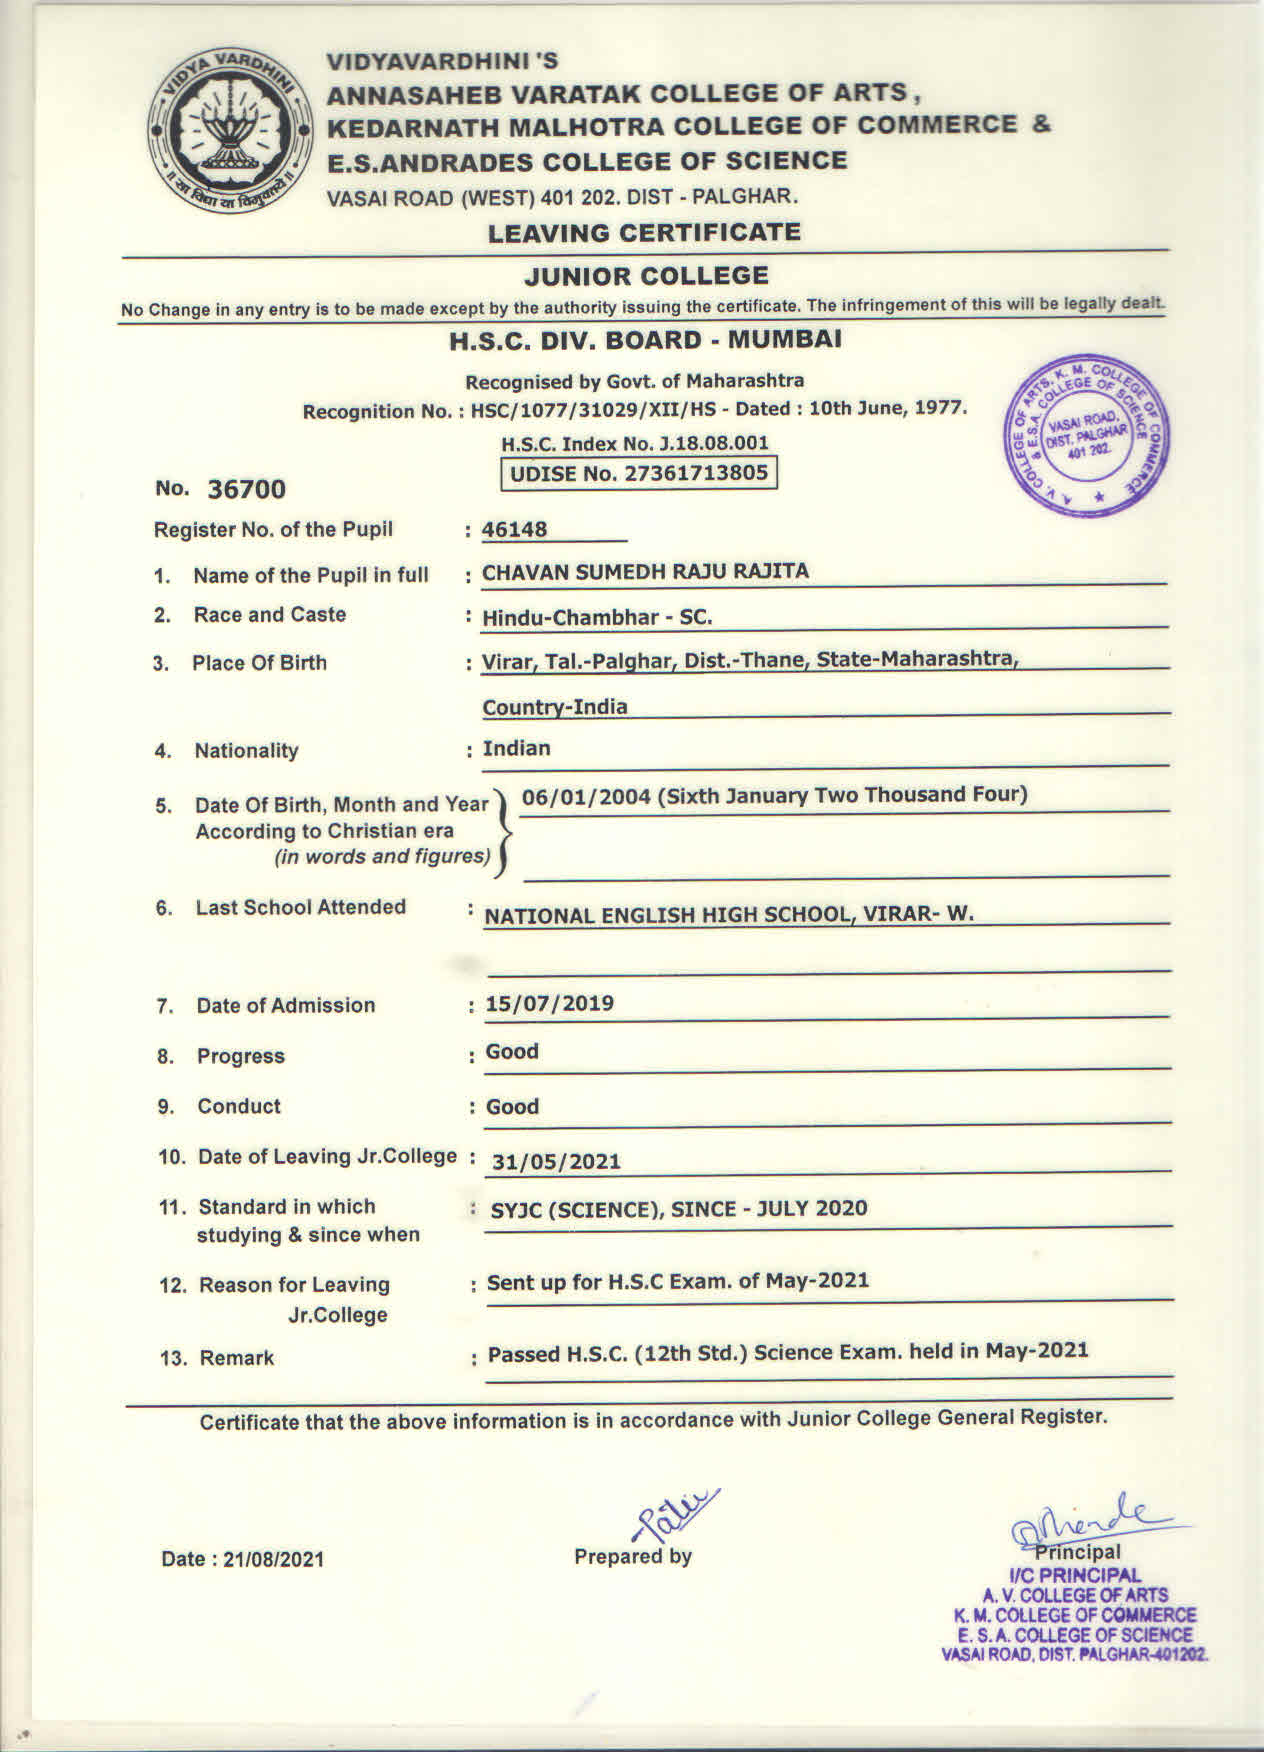 VIDYA VARDHINI
॥ सा विद्या या विमुक्तये ॥
VIDYAVARDHINI 'S
ANNASAHEB VARATAK COLLEGE OF ARTS ,
KEDARNATH MALHOTRA COLLEGE OF COMMERCE &
E.S.ANDRADES COLLEGE OF SCIENCE
VASAI ROAD (WEST) 401 202. DIST - PALGHAR.
LEAVING CERTIFICATE
JUNIOR COLLEGE
No Change in any entry is to be made except by the authority issuing the certificate. The infringement of this will be legally dealt.
H.S.C. DIV. BOARD - MUMBAI
Recognised by Govt. of Maharashtra
Recognition No. : HSC/1077/31029/XII/HS - Dated : 10th June, 1977.
H.S.C. Index No. J.18.08.001
UDISE No. 27361713805
A. V. COLLEGE OF ARTS, K. M. COLLEGE OF COMMERCE
& E.S.A. COLLEGE OF SCIENCE
VASAI ROAD,
DIST. PALGHAR
401 202.
No. 36700
Register No. of the Pupil : 46148
1. Name of the Pupil in full : CHAVAN SUMEDH RAJU RAJITA
2. Race and Caste : Hindu-Chambhar - SC.
3. Place Of Birth : Virar, Tal.-Palghar, Dist.-Thane, State-Maharashtra,
Country-India
4. Nationality : Indian
5. Date Of Birth, Month and Year 06/01/2004 (Sixth January Two Thousand Four)
According to Christian era
(in words and figures)
6. Last School Attended : NATIONAL ENGLISH HIGH SCHOOL, VIRAR- W.
7. Date of Admission : 15/07/2019
8. Progress : Good
9. Conduct : Good
10. Date of Leaving Jr.College : 31/05/2021
11. Standard in which : SYJC (SCIENCE), SINCE - JULY 2020
studying & since when
12. Reason for Leaving : Sent up for H.S.C Exam. of May-2021
Jr.College
13. Remark : Passed H.S.C. (12th Std.) Science Exam. held in May-2021
Certificate that the above information is in accordance with Junior College General Register.
Date : 21/08/2021
Prepared by
Principal
I/C PRINCIPAL
A. V. COLLEGE OF ARTS
K. M. COLLEGE OF COMMERCE
E. S. A. COLLEGE OF SCIENCE
VASAI ROAD, DIST. PALGHAR-401202.